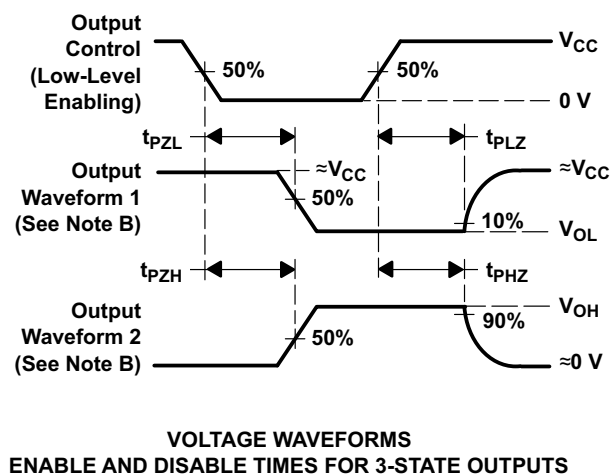 Output
Control
(Low-Level
Enabling)
50%
50%
VCC
0 V
tPZL
tPLZ
Output
Waveform 1
(See Note B)
≈VCC
50%
≈VCC
10%
VOL
tPZH
tPHZ
Output
Waveform 2
(See Note B)
50%
VOH
90%
≈0 V
VOLTAGE WAVEFORMS
ENABLE AND DISABLE TIMES FOR 3-STATE OUTPUTS